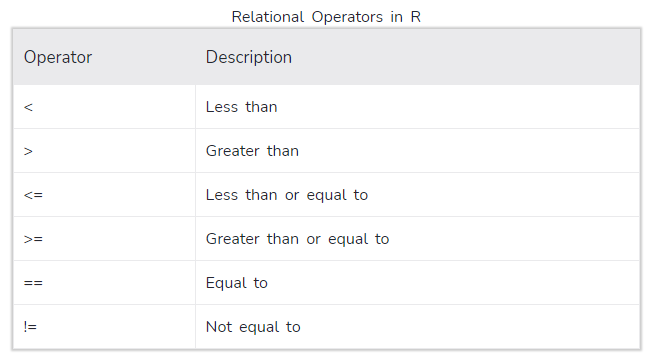 Relational Operators in R
Operator Description
< Less than
> Greater than
<= Less than or equal to
>= Greater than or equal to
== Equal to
!= Not equal to